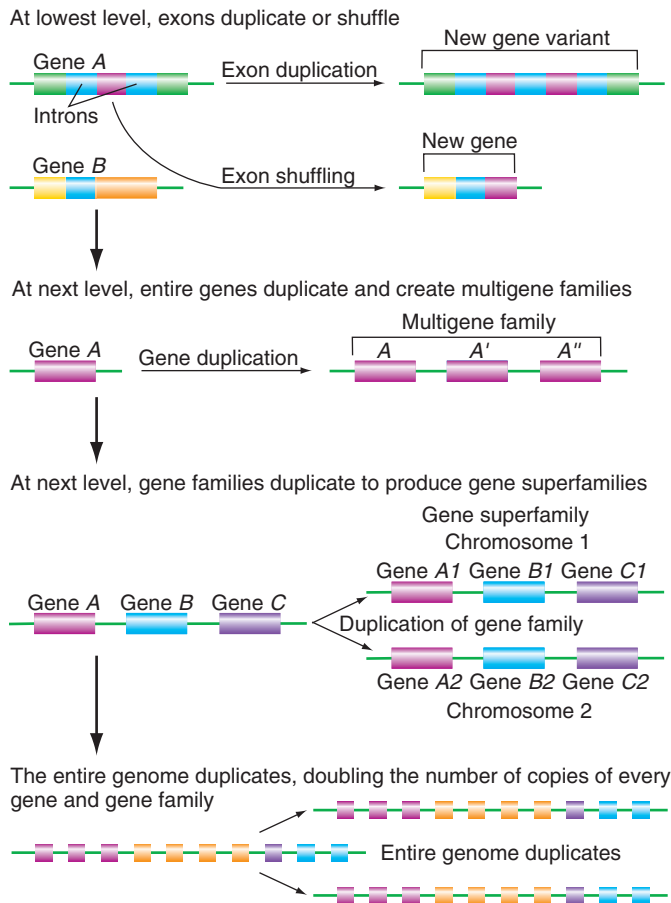 At lowest level, exons duplicate or shuffle
New gene variant
Gene A
Exon duplication
Introns
New gene
Gene B
Exon shuffling
At next level, entire genes duplicate and create multigene families
Multigene family
Gene A
Gene duplication
A A' A"
At next level, gene families duplicate to produce gene superfamilies
Gene superfamily
Chromosome 1
Gene A1 Gene B1 Gene C1
Gene A Gene B Gene C
Duplication of gene family
Gene A2 Gene B2 Gene C2
Chromosome 2
The entire genome duplicates, doubling the number of copies of every
gene and gene family
Entire genome duplicates